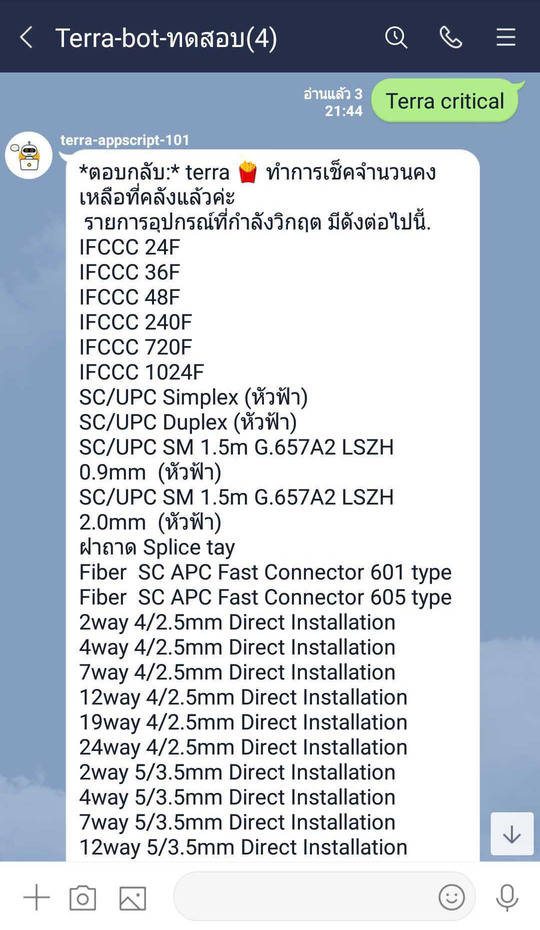 Terra-bot-ทดสอบ(4)
อ่านแล้ว 3
21:44
Terra critical
terra-appscript-101
*ตอบกลับ:* terra 🍟 ทำการเช็คจำนวนคง
เหลือที่คลังแล้วค่ะ
รายการอุปกรณ์ที่กำลังวิกฤต มีดังต่อไปนี้.
IFCCC 24F
IFCCC 36F
IFCCC 48F
IFCCC 240F
IFCCC 720F
IFCCC 1024F
SC/UPC Simplex (หัวฟ้า)
SC/UPC Duplex (หัวฟ้า)
SC/UPC SM 1.5m G.657A2 LSZH
0.9mm  (หัวฟ้า)
SC/UPC SM 1.5m G.657A2 LSZH
2.0mm  (หัวฟ้า)
ฝาถาด Splice tay
Fiber  SC APC Fast Connector 601 type
Fiber  SC APC Fast Connector 605 type
2way 4/2.5mm Direct Installation
4way 4/2.5mm Direct Installation
7way 4/2.5mm Direct Installation
12way 4/2.5mm Direct Installation
19way 4/2.5mm Direct Installation
24way 4/2.5mm Direct Installation
2way 5/3.5mm Direct Installation
4way 5/3.5mm Direct Installation
7way 5/3.5mm Direct Installation
12way 5/3.5mm Direct Installation